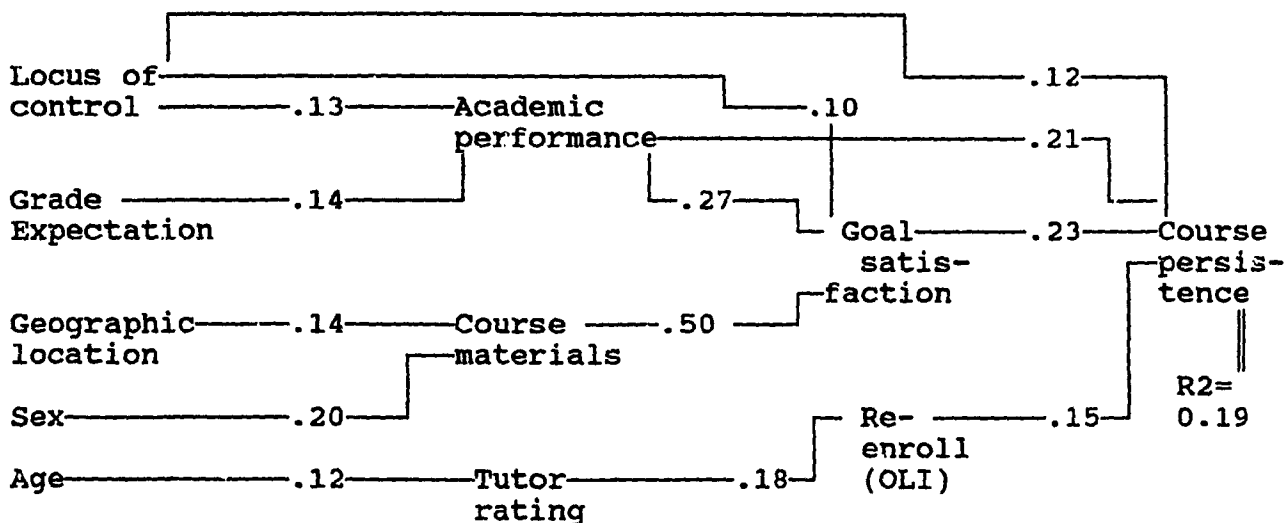 Locus of .12
control .13 Academic .10
performance .21
Grade .14 .27
Expectation Goal .23 Course
satis- persis-
faction tence
Geographic .14 Course .50
location materials
R2=
Sex .20 Re- .15 0.19
enroll
Age .12 Tutor .18 (OLI)
rating